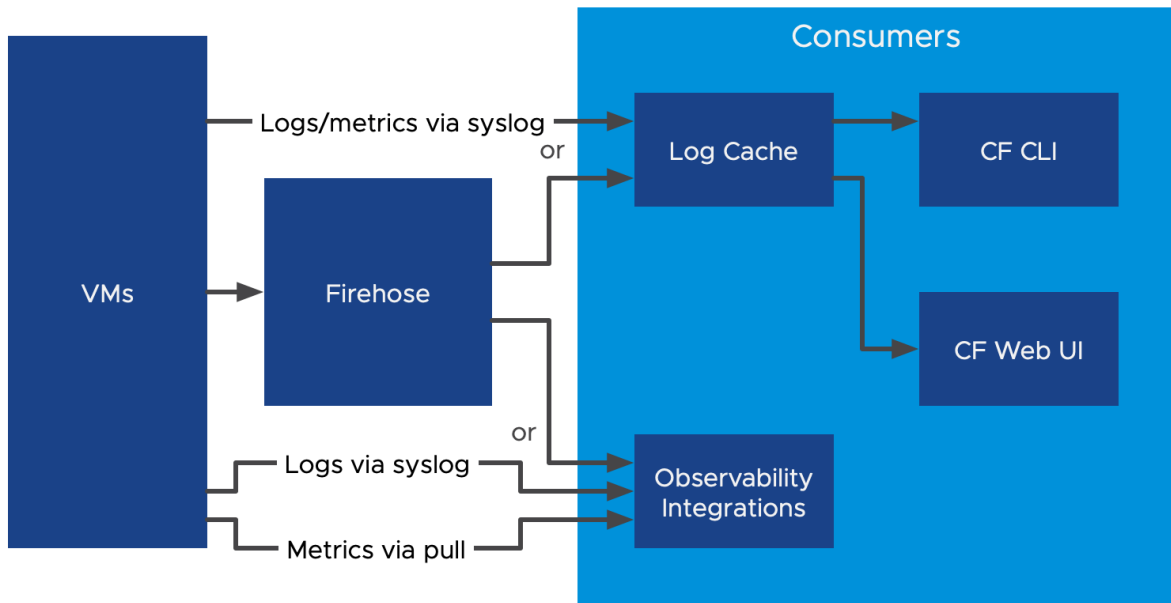 Consumers
Logs/metrics via syslog
or
Log Cache
CF CLI
VMs
Firehose
CF Web UI
or
Logs via syslog
Observability
Integrations
Metrics via pull